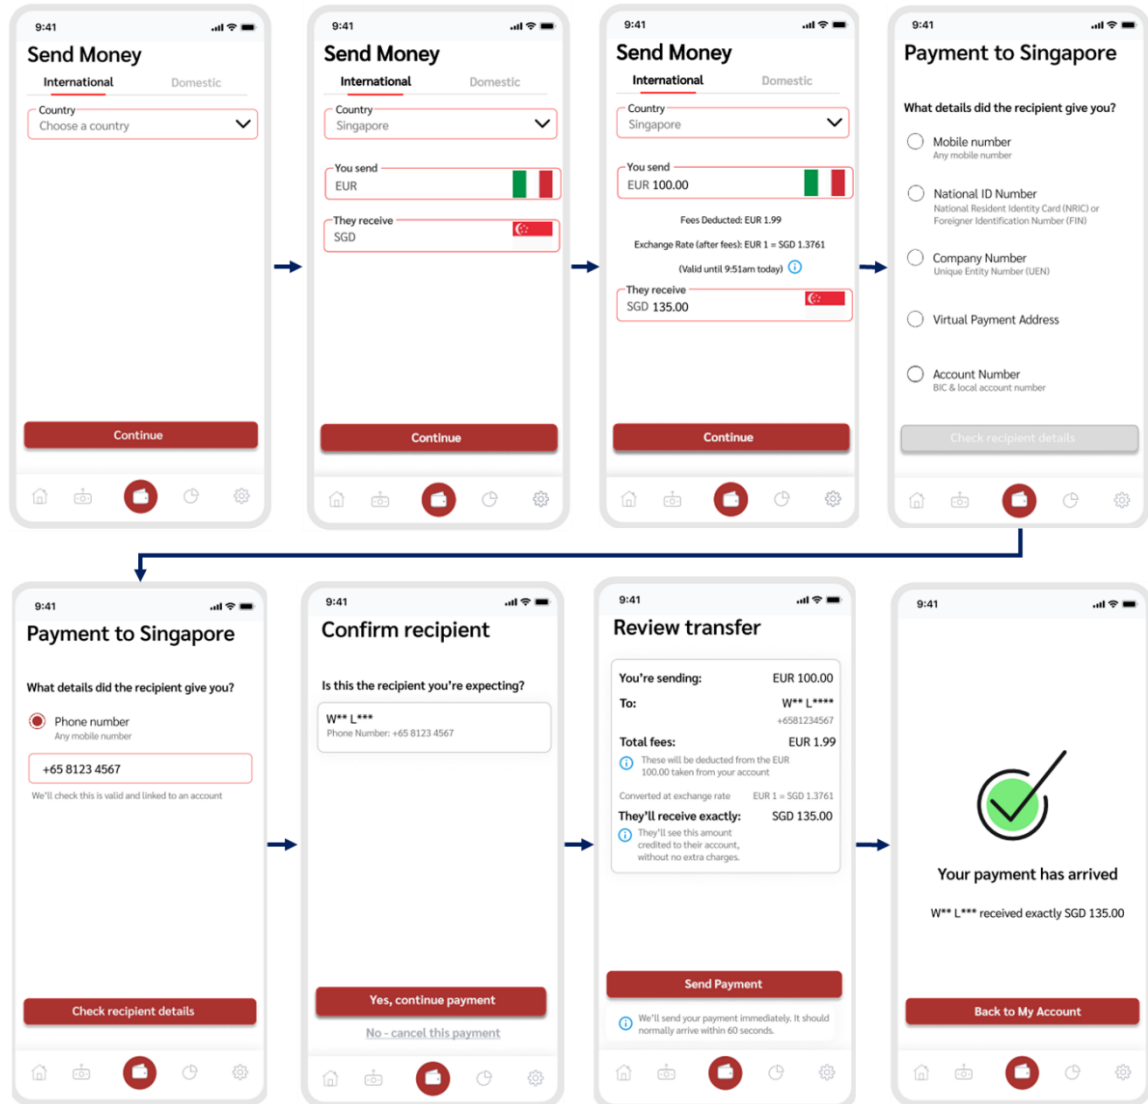 9:41
Send Money
International Domestic
Country
Choose a country
Continue
9:41
Send Money
International Domestic
Country
Singapore
You send
EUR
They receive
SGD
Continue
9:41
Send Money
International Domestic
Country
Singapore
You send
EUR 100.00
Fees Deducted: EUR 1.99
Exchange Rate (after fees): EUR 1 = SGD 1.3761
(Valid until 9:51am today)
They receive
SGD 135.00
Continue
9:41
Payment to Singapore
What details did the recipient give you?
Mobile number
Any mobile number
National ID Number
National Resident Identity Card (NRIC) or
Foreigner Identification Number (FIN)
Company Number
Unique Entity Number (UEN)
Virtual Payment Address
Account Number
BIC & local account number
Check recipient details
9:41
Payment to Singapore
What details did the recipient give you?
Phone number
Any mobile number
+65 8123 4567
We'll check this is valid and linked to an account
Check recipient details
9:41
Confirm recipient
Is this the recipient you're expecting?
W** L***
Phone Number: +65 8123 4567
Yes, continue payment
No - cancel this payment
9:41
Review transfer
You're sending: EUR 100.00
To: W** L****
+6581234567
Total fees: EUR 1.99
These will be deducted from the EUR
100.00 taken from your account
Converted at exchange rate EUR 1 = SGD 1.3761
They'll receive exactly: SGD 135.00
They'll see this amount
credited to their account,
without no extra charges.
Send Payment
We'll send your payment immediately. It should
normally arrive within 60 seconds.
9:41
Your payment has arrived
W** L*** received exactly SGD 135.00
Back to My Account